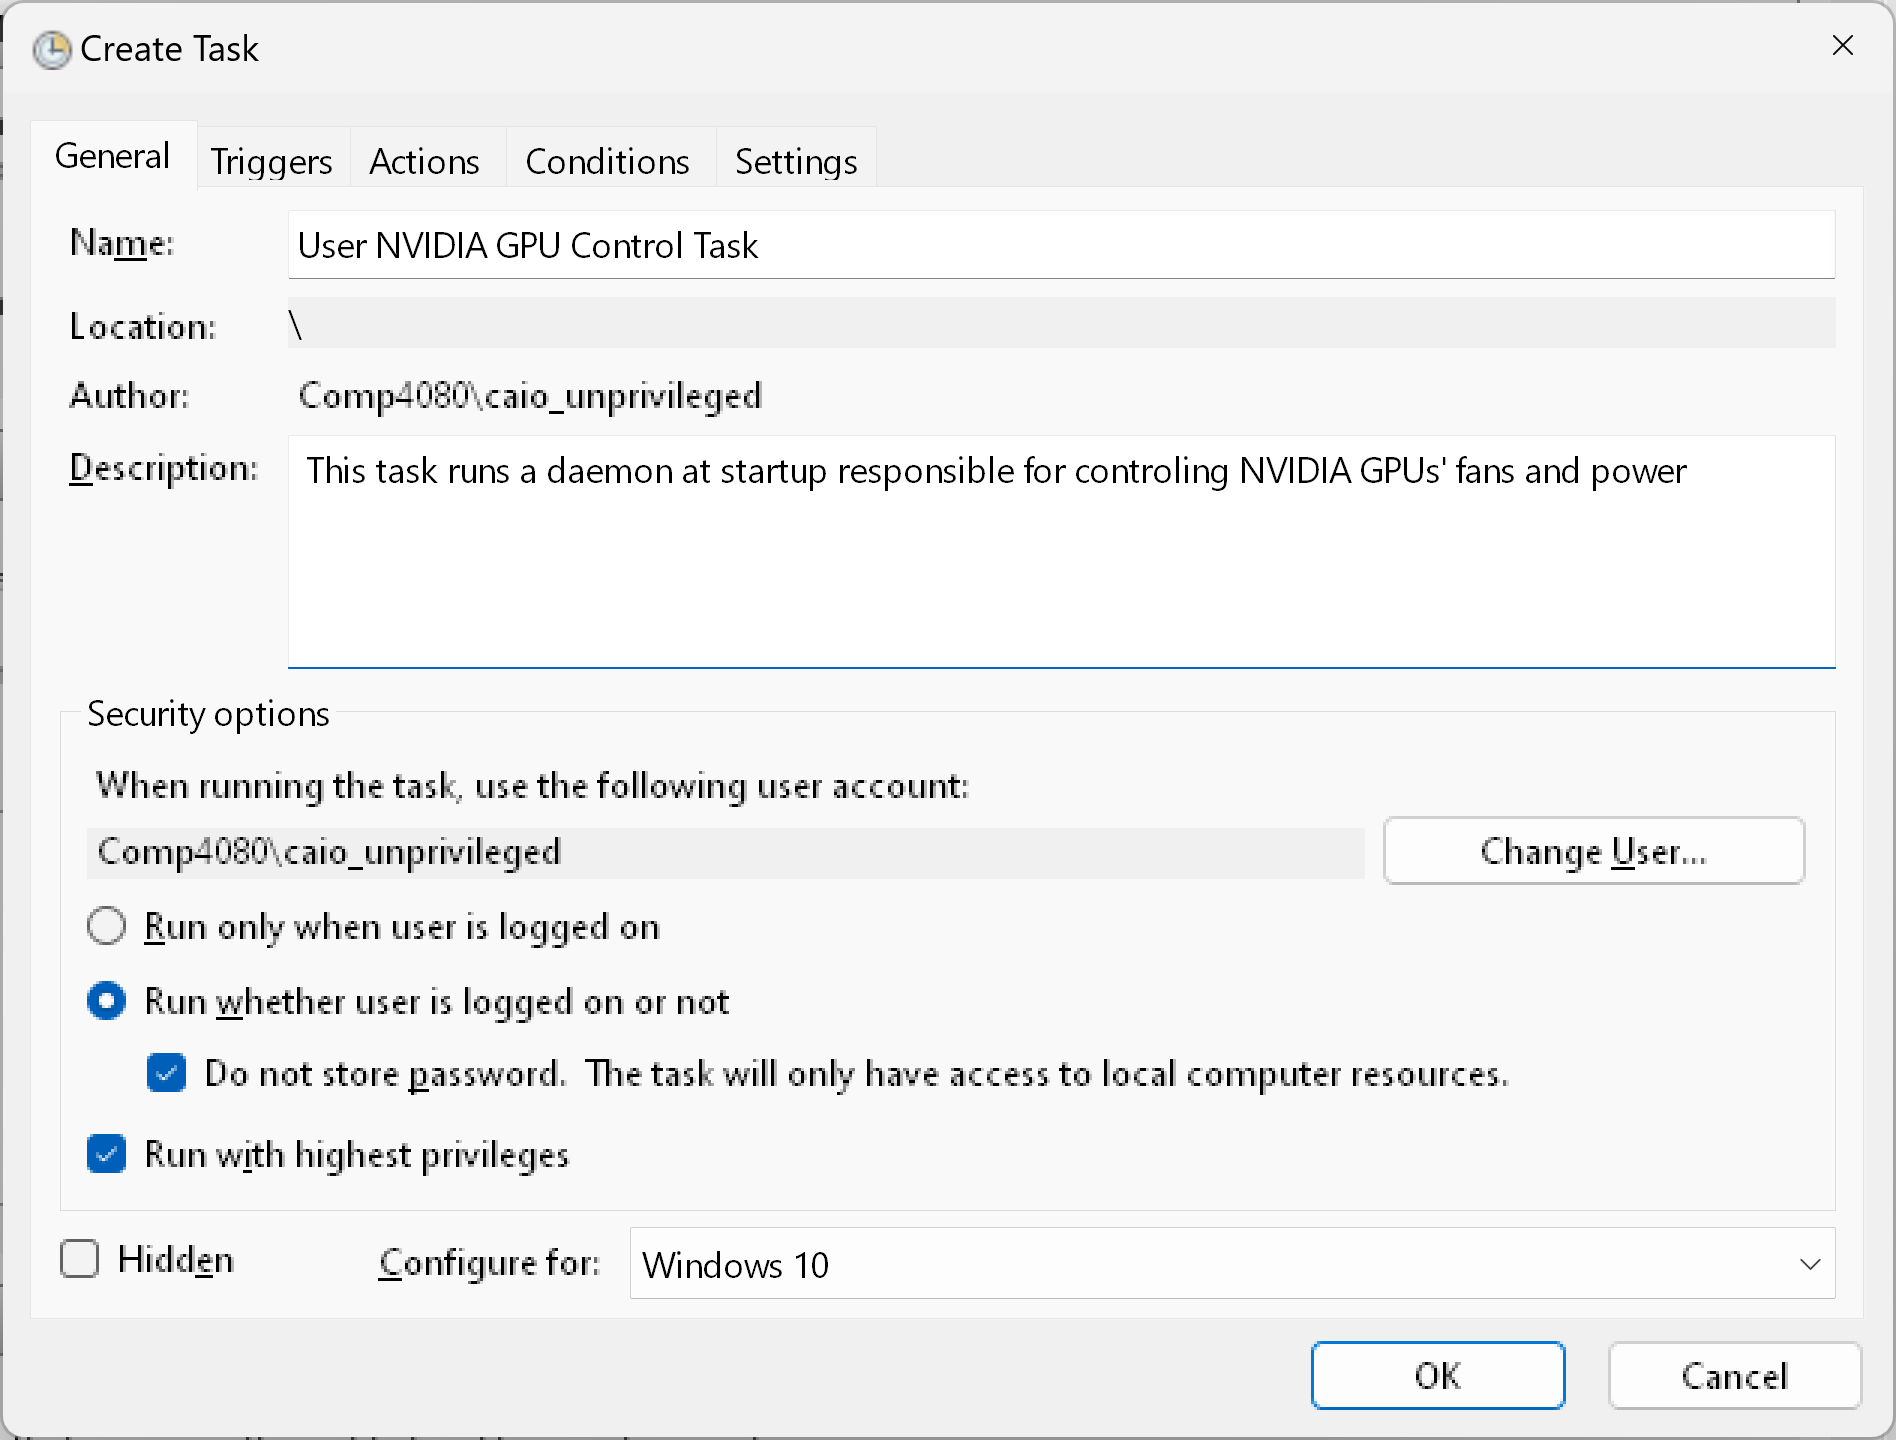 Create Task
General Triggers Actions Conditions Settings
Name: User NVIDIA GPU Control Task
Location: \
Author: Comp4080\caio_unprivileged
Description: This task runs a daemon at startup responsible for controling NVIDIA GPUs' fans and power
Security options
When running the task, use the following user account:
Comp4080\caio_unprivileged Change User...
Run only when user is logged on
Run whether user is logged on or not
Do not store password. The task will only have access to local computer resources.
Run with highest privileges
Hidden Configure for: Windows 10
OK Cancel